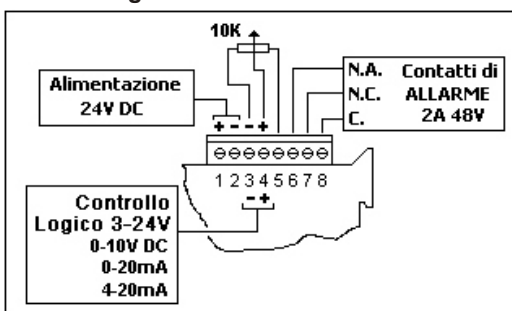 10K
Alimentazione
24V DC
+ - - +
N.A. Contatti di
N.C. ALLARME
C. 2A 48V
1 2 3 4 5 6 7 8
- +
Controllo
Logico 3-24V
0-10V DC
0-20mA
4-20mA